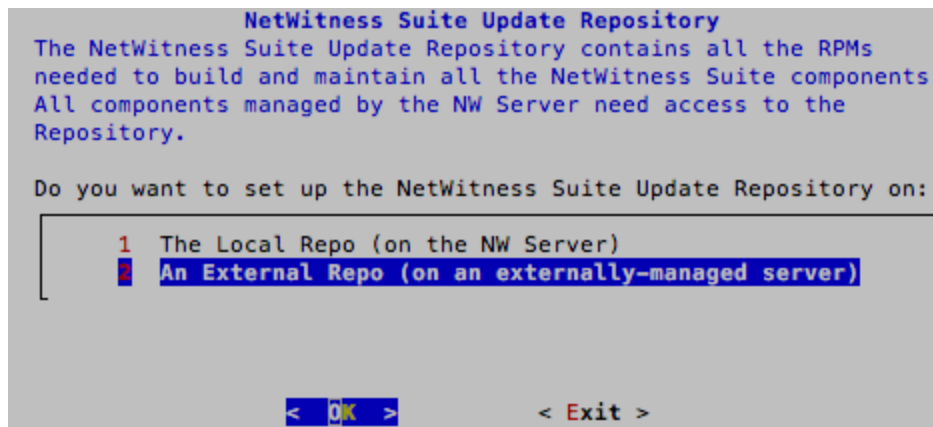 NetWitness Suite Update Repository
The NetWitness Suite Update Repository contains all the RPMs
needed to build and maintain all the NetWitness Suite components
All components managed by the NW Server need access to the
Repository.
Do you want to set up the NetWitness Suite Update Repository on:
1 The Local Repo (on the NW Server)
2 An External Repo (on an externally-managed server)
< OK > < Exit >